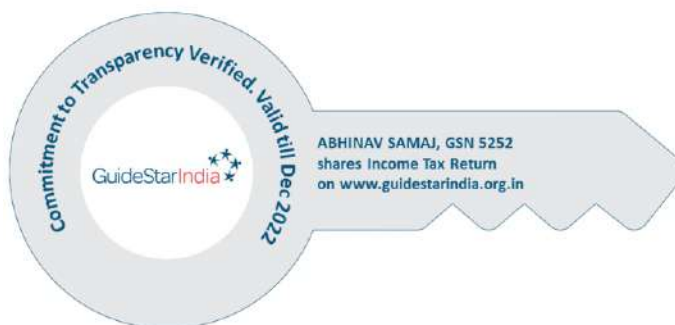 Commitment to Transparency Verified. Valid till Dec 2022
GuideStarIndia
ABHINAV SAMAJ, GSN 5252
shares Income Tax Return
on www.guidestarindia.org.in